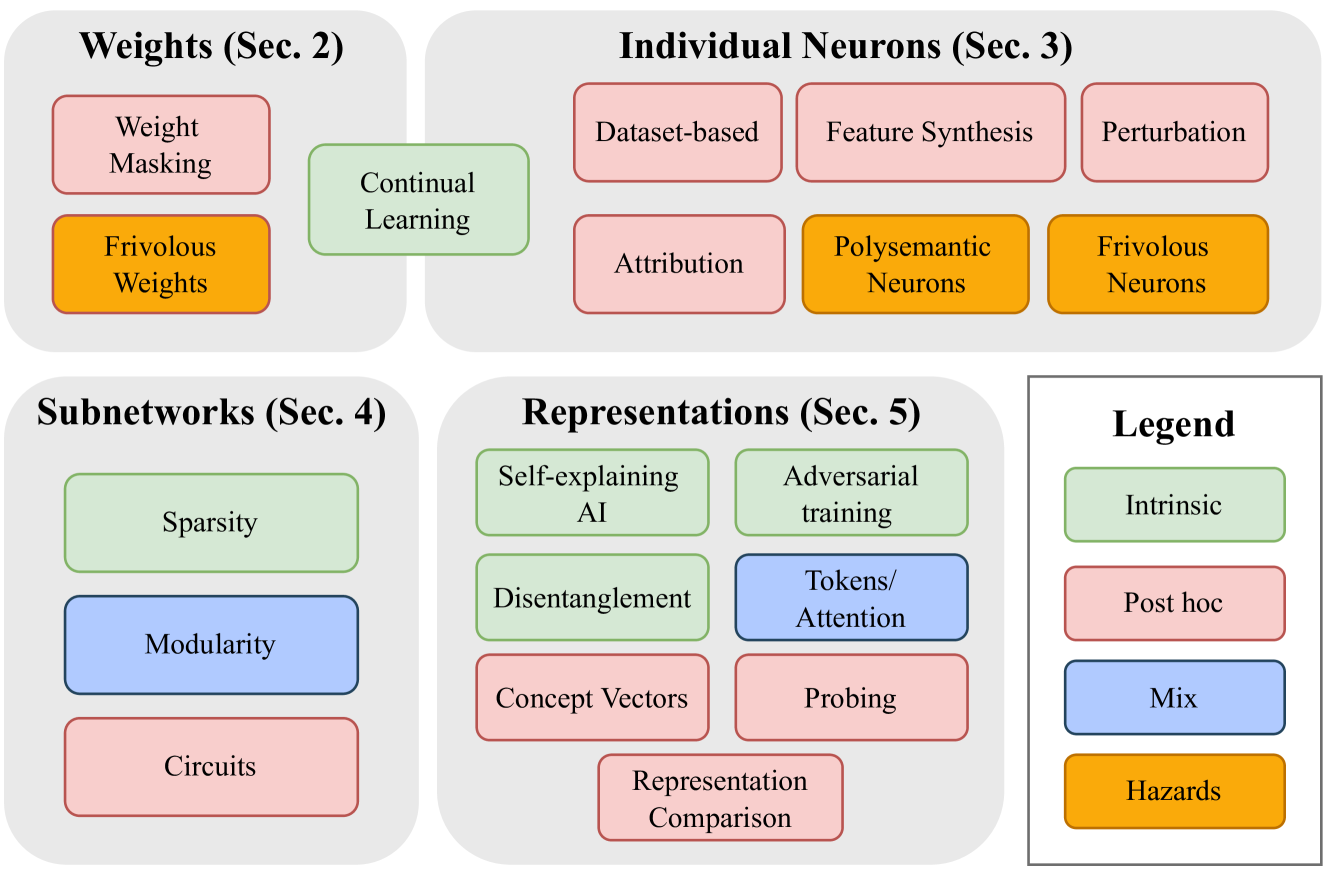 Weights (Sec. 2)
Weight
Masking
Frivolous
Weights
Continual
Learning
Individual Neurons (Sec. 3)
Dataset-based
Feature Synthesis
Perturbation
Attribution
Polysemantic
Neurons
Frivolous
Neurons
Subnetworks (Sec. 4)
Sparsity
Modularity
Circuits
Representations (Sec. 5)
Self-explaining
AI
Adversarial
training
Disentanglement
Tokens/
Attention
Concept Vectors
Probing
Representation
Comparison
Legend
Intrinsic
Post hoc
Mix
Hazards